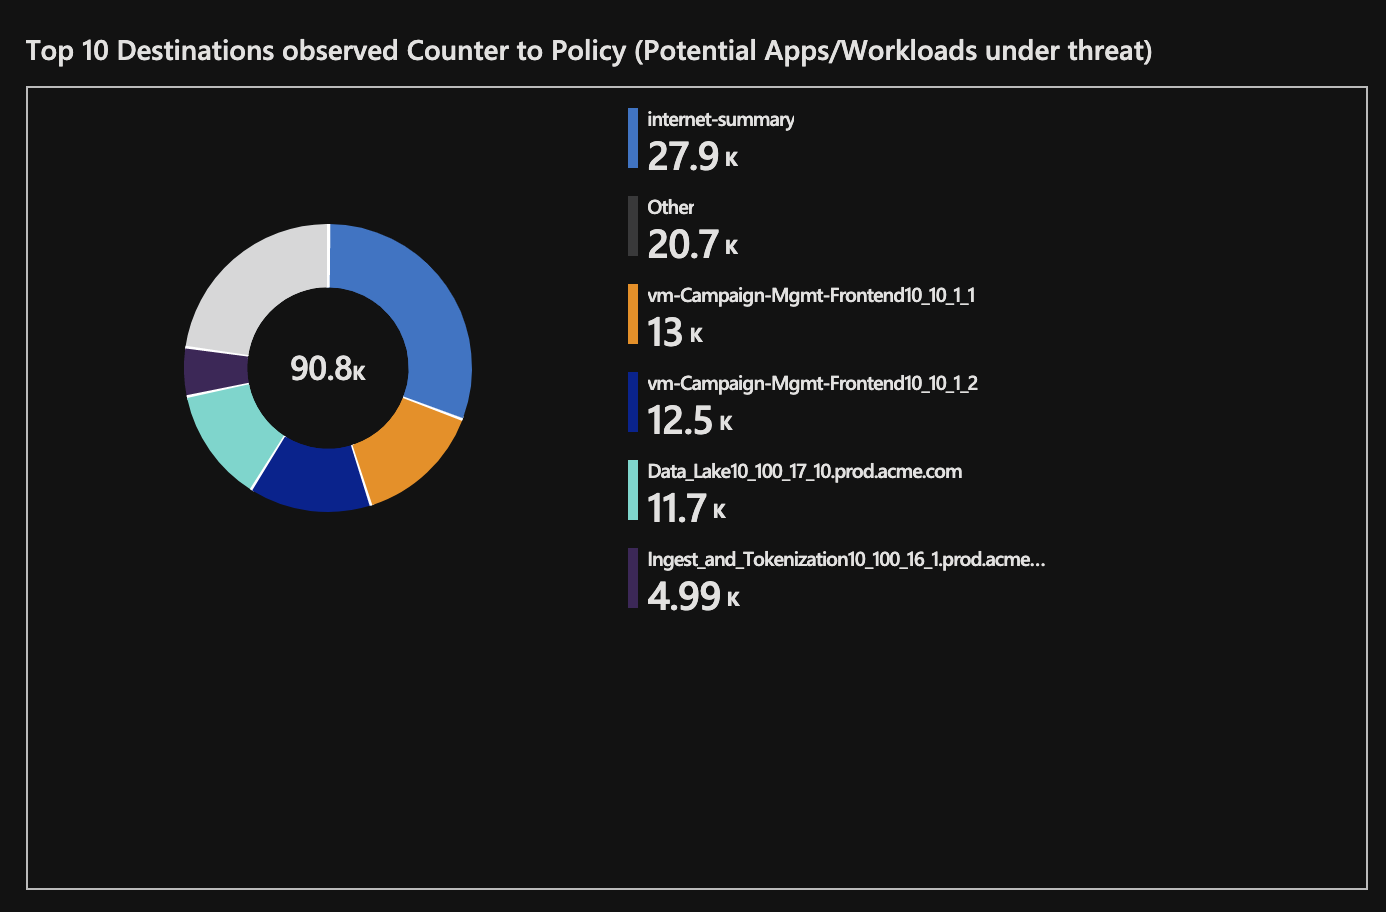 Top 10 Destinations observed Counter to Policy (Potential Apps/Workloads under threat)
internet-summary
27.9 K
Other
20.7 K
vm-Campaign-Mgmt-Frontend10_10_1_1
13 K
vm-Campaign-Mgmt-Frontend10_10_1_2
12.5 K
Data_Lake10_100_17_10.prod.acme.com
11.7 K
Ingest_and_Tokenization10_100_16_1.prod.acme...
4.99 K
90.8K